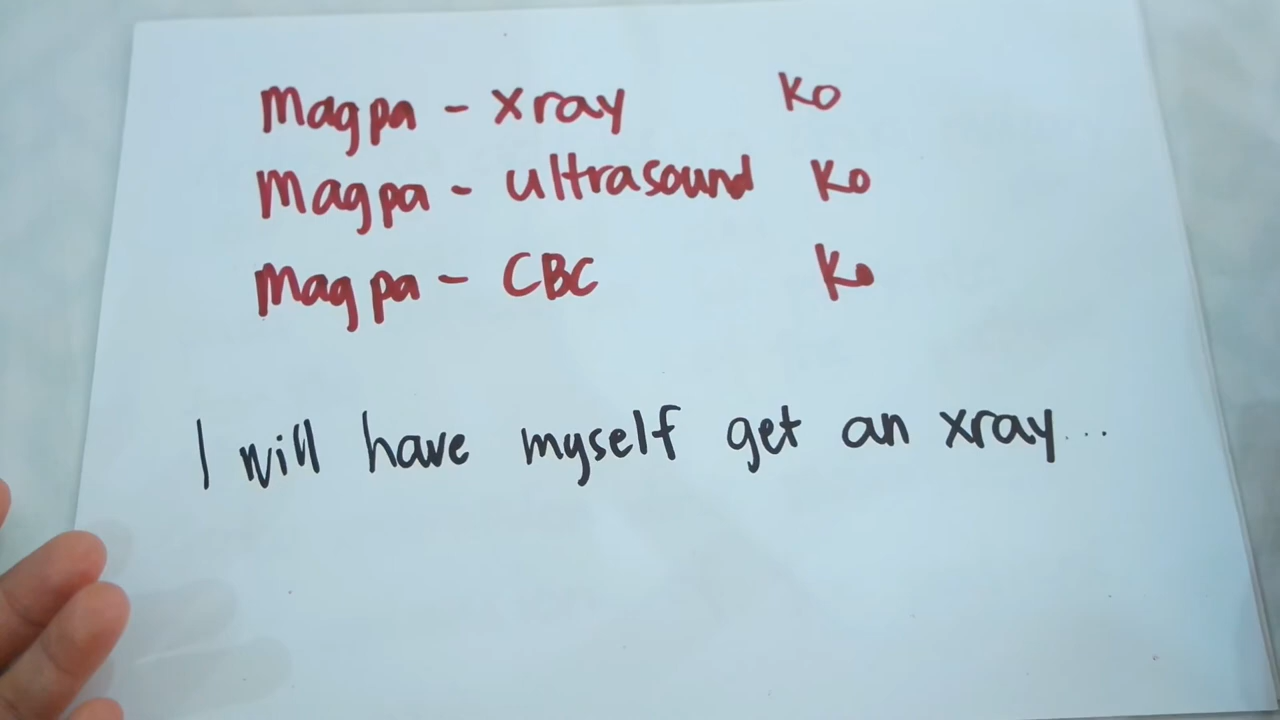 Magpa - xray ko
Magpa - ultrasound ko
Magpa - CBC ko
I will have myself get an xray...